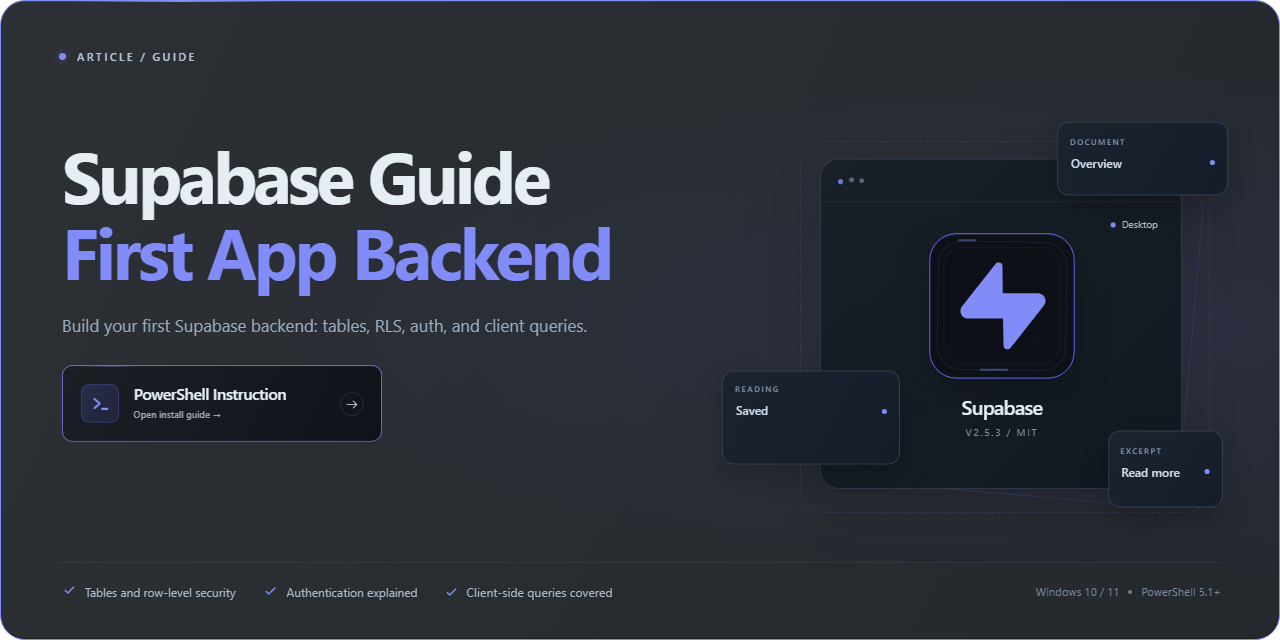 ARTICLE / GUIDE
Supabase Guide
First App Backend
Build your first Supabase backend: tables, RLS, auth, and client queries.
PowerShell Instruction
Open install guide →
DOCUMENT
Overview
Desktop
READING
Saved
Supabase
V2.5.3 / MIT
EXCERPT
Read more
Tables and row-level security
Authentication explained
Client-side queries covered
Windows 10 / 11 • PowerShell 5.1+